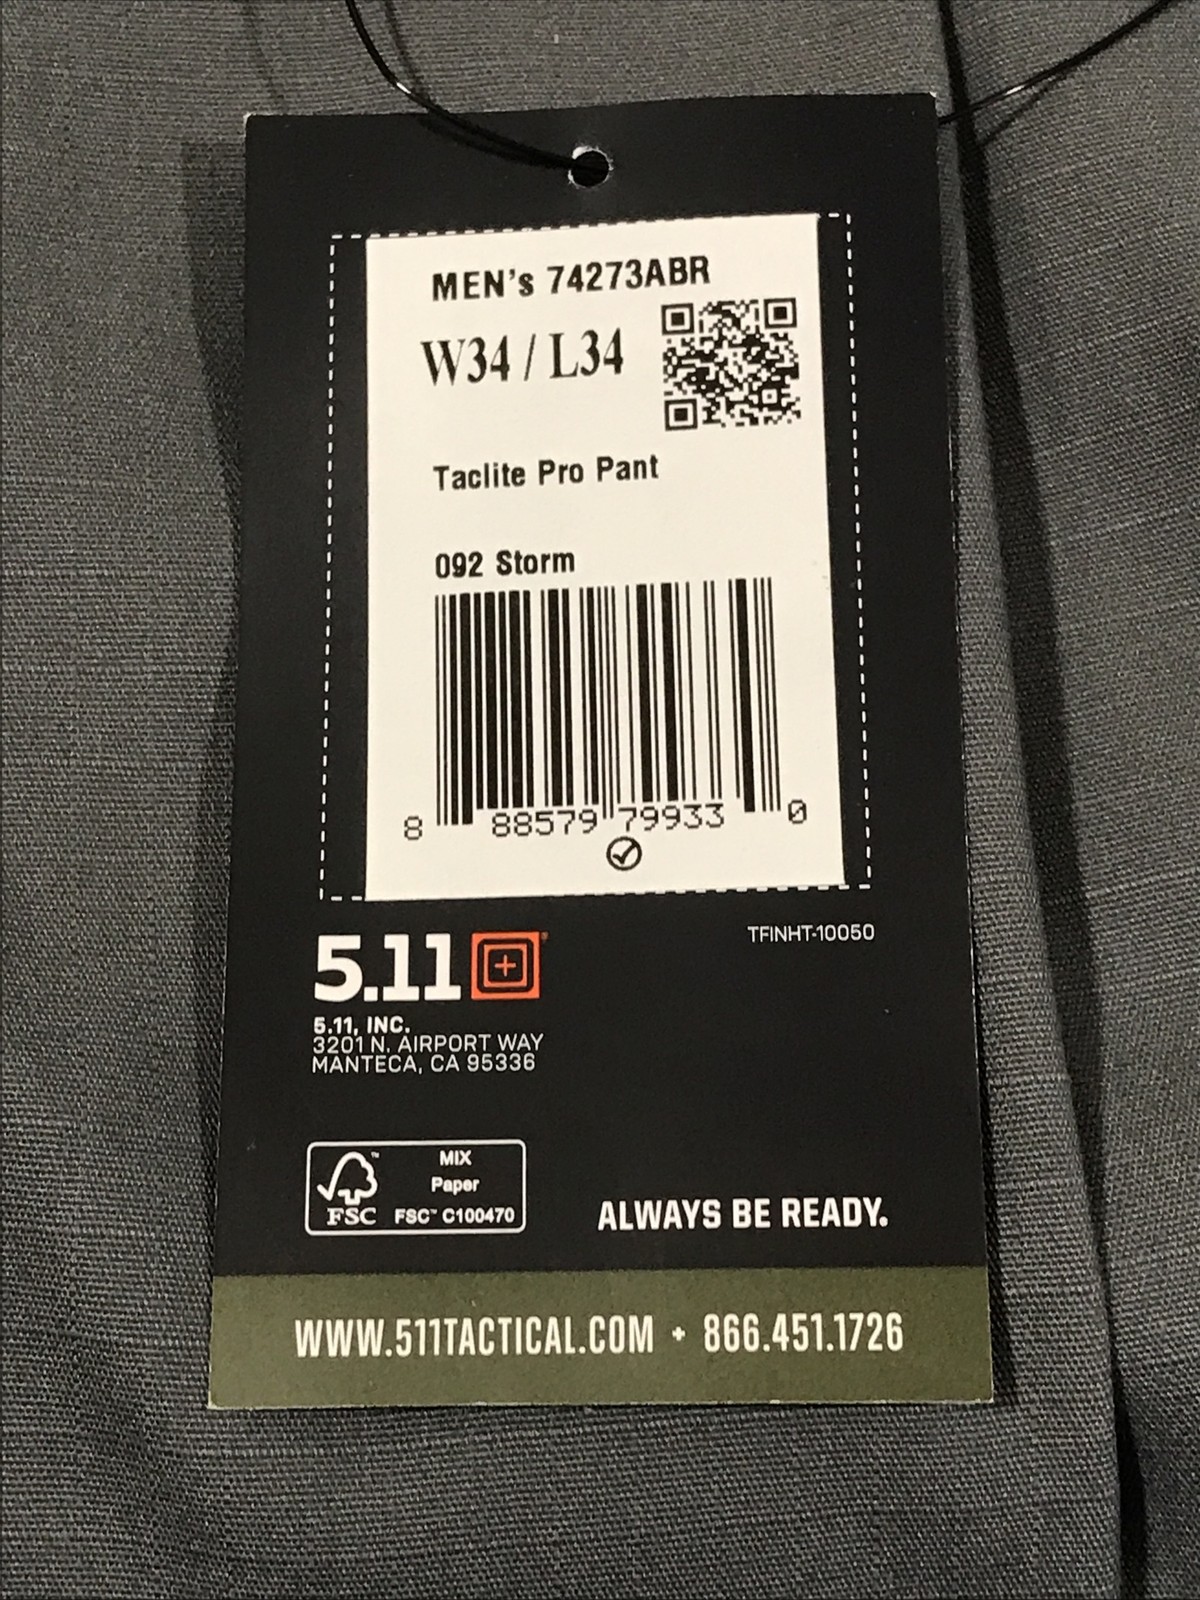 MEN's 74273ABR
W34 / L34
Taclite Pro Pant
092 Storm
8 88579 79933 0
TFINHT-10050
5.11®
5.11, INC.
3201 N. AIRPORT WAY
MANTECA, CA 95336
MIX
Paper
FSC™ C100470
FSC
ALWAYS BE READY.
WWW.511TACTICAL.COM • 866.451.1726